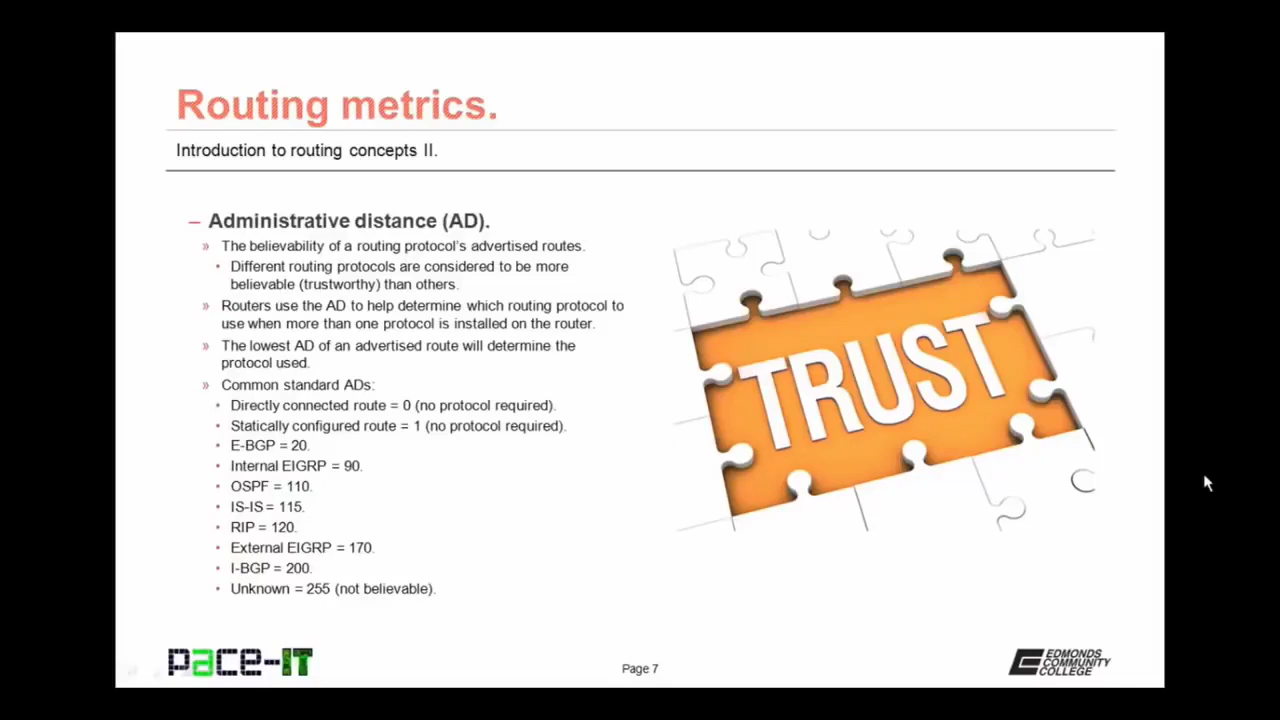 Routing metrics.
Introduction to routing concepts II.
– Administrative distance (AD).
» The believability of a routing protocol's advertised routes.
• Different routing protocols are considered to be more
believable (trustworthy) than others.
» Routers use the AD to help determine which routing protocol to
use when more than one protocol is installed on the router.
» The lowest AD of an advertised route will determine the
protocol used.
» Common standard ADs:
• Directly connected route = 0 (no protocol required).
• Statically configured route = 1 (no protocol required).
• E-BGP = 20.
• Internal EIGRP = 90.
• OSPF = 110.
• IS-IS = 115.
• RIP = 120.
• External EIGRP = 170.
• I-BGP = 200.
• Unknown = 255 (not believable).
TRUST
pace-IT
Page 7
EDMONDS
COMMUNITY
COLLEGE